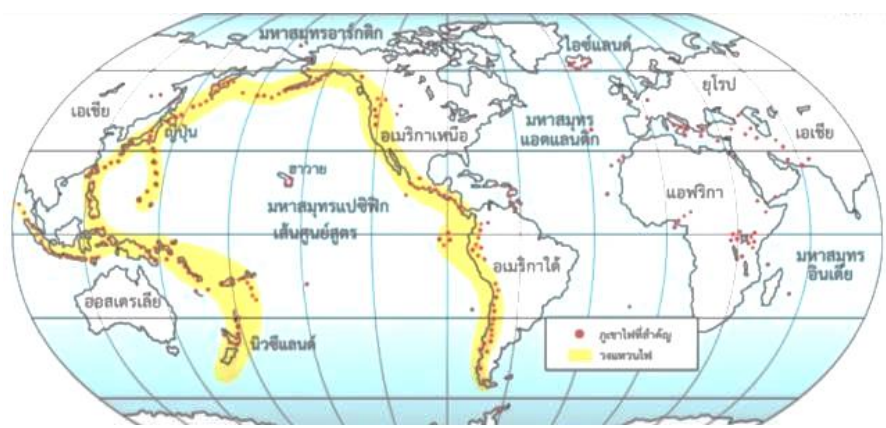 มหาสมุทรอาร์กติก
ไอซ์แลนด์
ยุโรป
เอเชีย
ญี่ปุ่น
อเมริกาเหนือ
มหาสมุทร
แอตแลนติก
เอเชีย
ฮาวาย
มหาสมุทรแปซิฟิก
เส้นศูนย์สูตร
แอฟริกา
อเมริกาใต้
มหาสมุทร
อินเดีย
ออสเตรเลีย
นิวซีแลนด์
ภูเขาไฟที่สำคัญ
วงแหวนไฟ